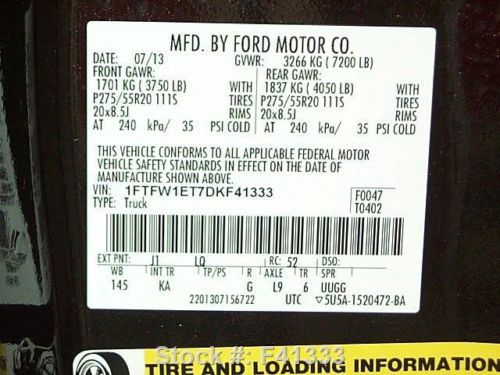 MFD. BY FORD MOTOR CO.
DATE: 07/13 GVWR: 3266 KG ( 7200 LB)
FRONT GAWR: REAR GAWR:
1701 KG ( 3750 LB) WITH 1837 KG ( 4050 LB) WITH
P275/55R20 111S TIRES P275/55R20 111S TIRES
20x8.5J RIMS 20x8.5J RIMS
AT 240 kPa/ 35 PSI COLD AT 240 kPa/ 35 PSI COLD
THIS VEHICLE CONFORMS TO ALL APPLICABLE FEDERAL MOTOR
VEHICLE SAFETY STANDARDS IN EFFECT ON THE DATE OF
MANUFACTURE SHOWN ABOVE.
VIN: 1FTFW1ET7DKF41333 F0047
TYPE: Truck T0402
EXT PNT: J1 LQ RC: 52 DSO:
WB INT TR TP/PS R AXLE TR SPR
145 KA G L9 6 UUGG
2201307156722 UTC ▽5U5A-1520472-BA
Stock #: F41333
TIRE AND LOADING INFORMATION